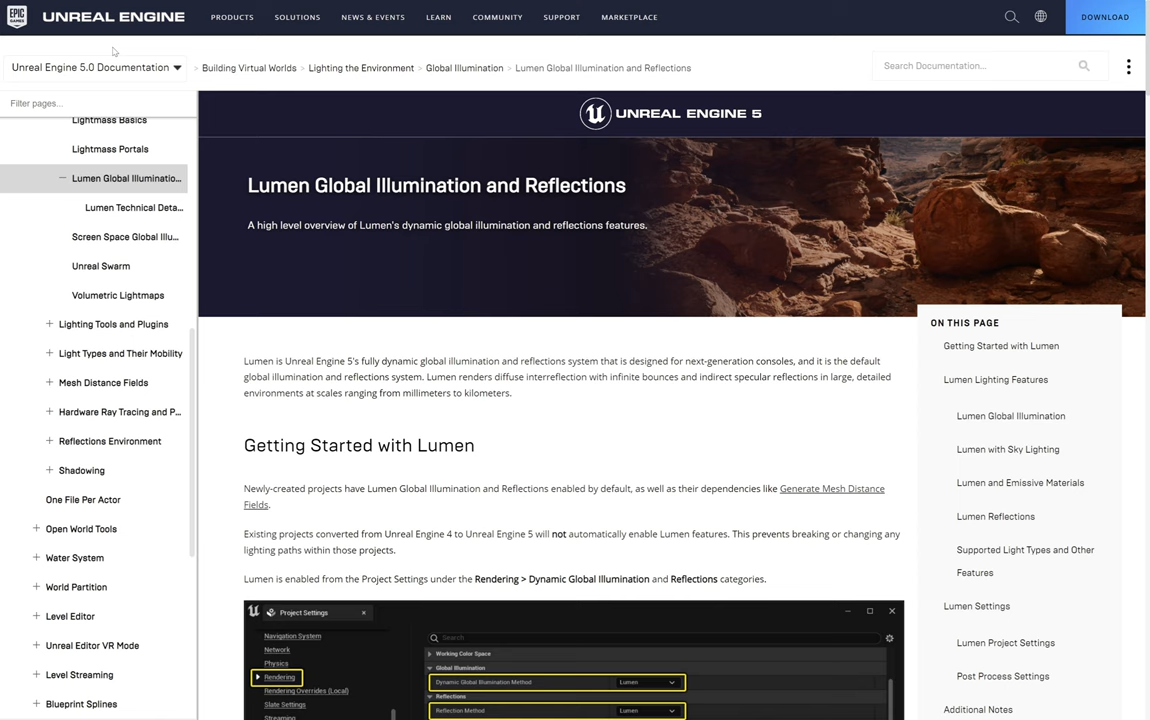 EPIC GAMES
UNREAL ENGINE
PRODUCTS
SOLUTIONS
NEWS & EVENTS
LEARN
COMMUNITY
SUPPORT
MARKETPLACE
DOWNLOAD
Unreal Engine 5.0 Documentation
> Building Virtual Worlds > Lighting the Environment > Global Illumination > Lumen Global Illumination and Reflections
Search Documentation...
Filter pages...
Lightmass Basics
Lightmass Portals
Lumen Global Illuminatio...
Lumen Technical Deta...
Screen Space Global Illu...
Unreal Swarm
Volumetric Lightmaps
Lighting Tools and Plugins
Light Types and Their Mobility
Mesh Distance Fields
Hardware Ray Tracing and P...
Reflections Environment
Shadowing
One File Per Actor
Open World Tools
Water System
World Partition
Level Editor
Unreal Editor VR Mode
Level Streaming
Blueprint Splines
UNREAL ENGINE 5
Lumen Global Illumination and Reflections
A high level overview of Lumen's dynamic global illumination and reflections features.
Lumen is Unreal Engine 5's fully dynamic global illumination and reflections system that is designed for next-generation consoles, and it is the default
global illumination and reflections system. Lumen renders diffuse interreflection with infinite bounces and indirect specular reflections in large, detailed
environments at scales ranging from millimeters to kilometers.
Getting Started with Lumen
Newly-created projects have Lumen Global Illumination and Reflections enabled by default, as well as their dependencies like Generate Mesh Distance
Fields.
Existing projects converted from Unreal Engine 4 to Unreal Engine 5 will not automatically enable Lumen features. This prevents breaking or changing any
lighting paths within those projects.
Lumen is enabled from the Project Settings under the Rendering > Dynamic Global Illumination and Reflections categories.
Project Settings
Navigation System
Network
Physics
Rendering
Rendering Overrides (Local)
Slate Settings
Streaming
Search
Working Color Space
Global Illumination
Dynamic Global Illumination Method
Lumen
Reflections
Reflection Method
Lumen
ON THIS PAGE
Getting Started with Lumen
Lumen Lighting Features
Lumen Global Illumination
Lumen with Sky Lighting
Lumen and Emissive Materials
Lumen Reflections
Supported Light Types and Other
Features
Lumen Settings
Lumen Project Settings
Post Process Settings
Additional Notes